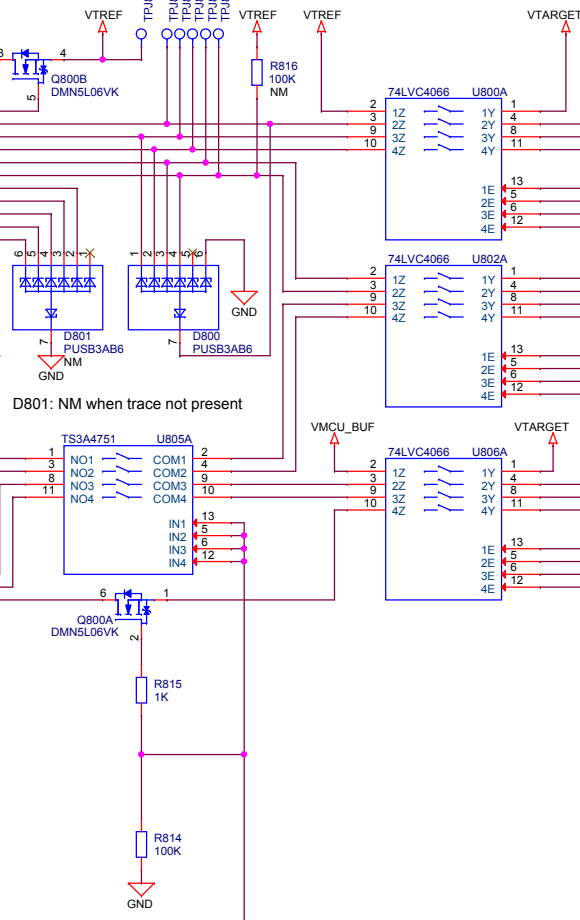 VTREF
TPJ8
TPJ8
TPJ8
TPJ8
TPJ8
TPJ8
VTREF
VTREF
VTARGET
3
4
Q800B
DMN5L06VK
5
R816
100K
NM
74LVC4066 U800A
2 1Z 1Y 1
3 2Z 2Y 4
9 3Z 3Y 8
10 4Z 4Y 11
1E 13
2E 5
3E 6
4E 12
74LVC4066 U802A
2 1Z 1Y 1
3 2Z 2Y 4
9 3Z 3Y 8
10 4Z 4Y 11
1E 13
2E 5
3E 6
4E 12
6 5 4 3 2 1
1 2 3 4 5 6
GND
D801
PUSB3AB6
7 NM
GND
D800
PUSB3AB6
7
D801: NM when trace not present
TS3A4751 U805A
1 NO1 COM1 2
3 NO2 COM2 4
8 NO3 COM3 9
11 NO4 COM4 10
IN1 13
IN2 5
IN3 6
IN4 12
VMCU_BUF
VTARGET
74LVC4066 U806A
2 1Z 1Y 1
3 2Z 2Y 4
9 3Z 3Y 8
10 4Z 4Y 11
1E 13
2E 5
3E 6
4E 12
6 1
Q800A
DMN5L06VK
2
R815
1K
R814
100K
GND